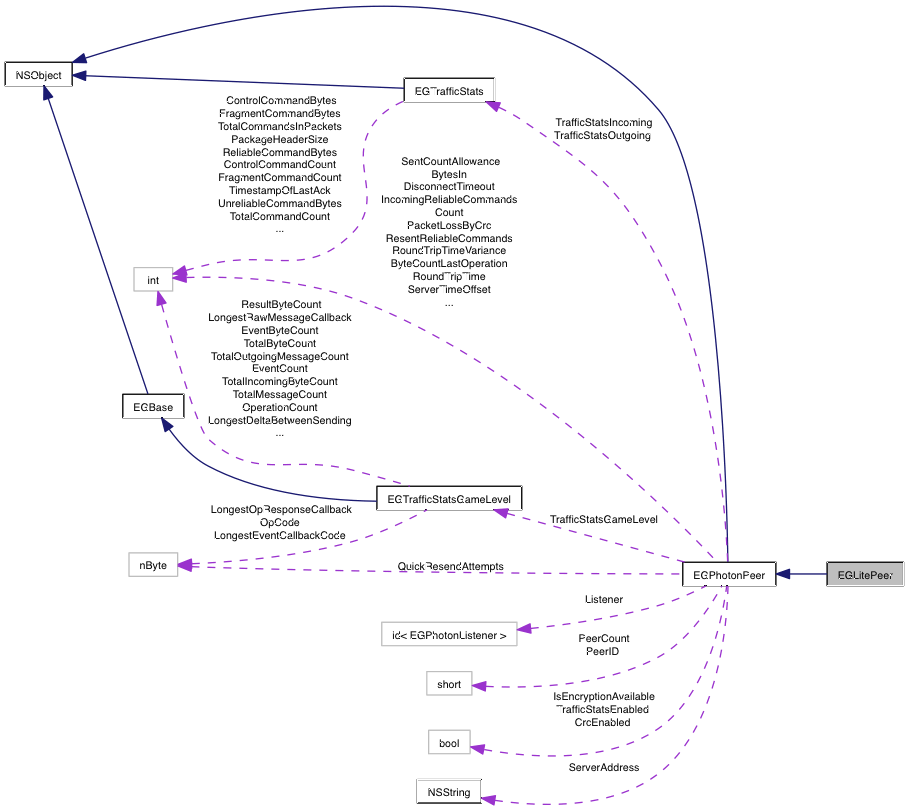 NSObject
EGTrafficStats
ControlCommandBytes
FragmentCommandBytes
TotalCommandsInPackets
PackageHeaderSize
ReliableCommandBytes
ControlCommandCount
FragmentCommandCount
TimestampOfLastAck
UnreliableCommandBytes
TotalCommandCount
...
TrafficStatsIncoming
TrafficStatsOutgoing
SentCountAllowance
BytesIn
DisconnectTimeout
IncomingReliableCommands
Count
PacketLossByCrc
ResentReliableCommands
RoundTripTimeVariance
ByteCountLastOperation
RoundTripTime
ServerTimeOffset
...
int
ResultByteCount
LongestRawMessageCallback
EventByteCount
TotalByteCount
TotalOutgoingMessageCount
EventCount
TotalIncomingByteCount
TotalMessageCount
OperationCount
LongestDeltaBetweenSending
...
EGBase
EGTrafficStatsGameLevel
LongestOpResponseCallback
OpCode
LongestEventCallbackCode
TrafficStatsGameLevel
nByte
QuickResendAttempts
EGPhotonPeer
EGLitePeer
Listener
id< EGPhotonListener >
PeerCount
PeerID
short
IsEncryptionAvailable
TrafficStatsEnabled
CrcEnabled
bool
ServerAddress
NSString